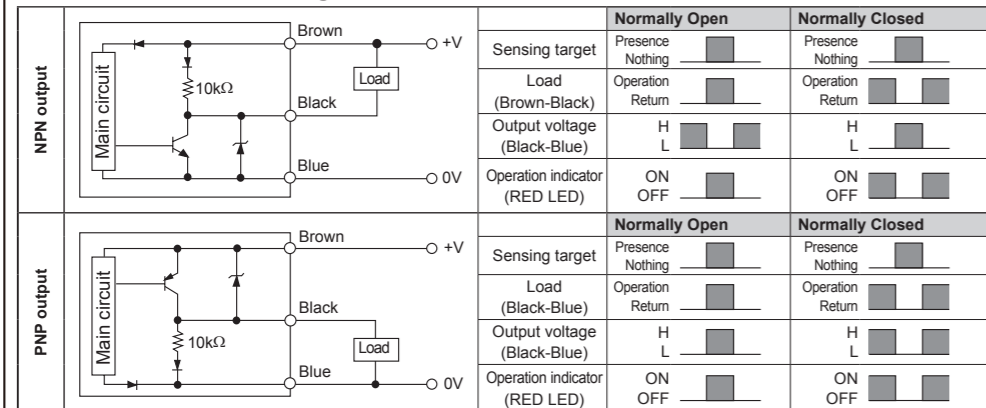 NPN output
Main circuit
10kΩ
Brown
Black
Blue
+V
Load
0V
Normally Open
Normally Closed
Sensing target
Presence
Nothing
Presence
Nothing
Load
(Brown-Black)
Operation
Return
Operation
Return
Output voltage
(Black-Blue)
H
L
H
L
Operation indicator
(RED LED)
ON
OFF
ON
OFF
PNP output
Main circuit
10kΩ
Brown
Black
Blue
+V
Load
0V
Normally Open
Normally Closed
Sensing target
Presence
Nothing
Presence
Nothing
Load
(Black-Blue)
Operation
Return
Operation
Return
Output voltage
(Black-Blue)
H
L
H
L
Operation indicator
(RED LED)
ON
OFF
ON
OFF